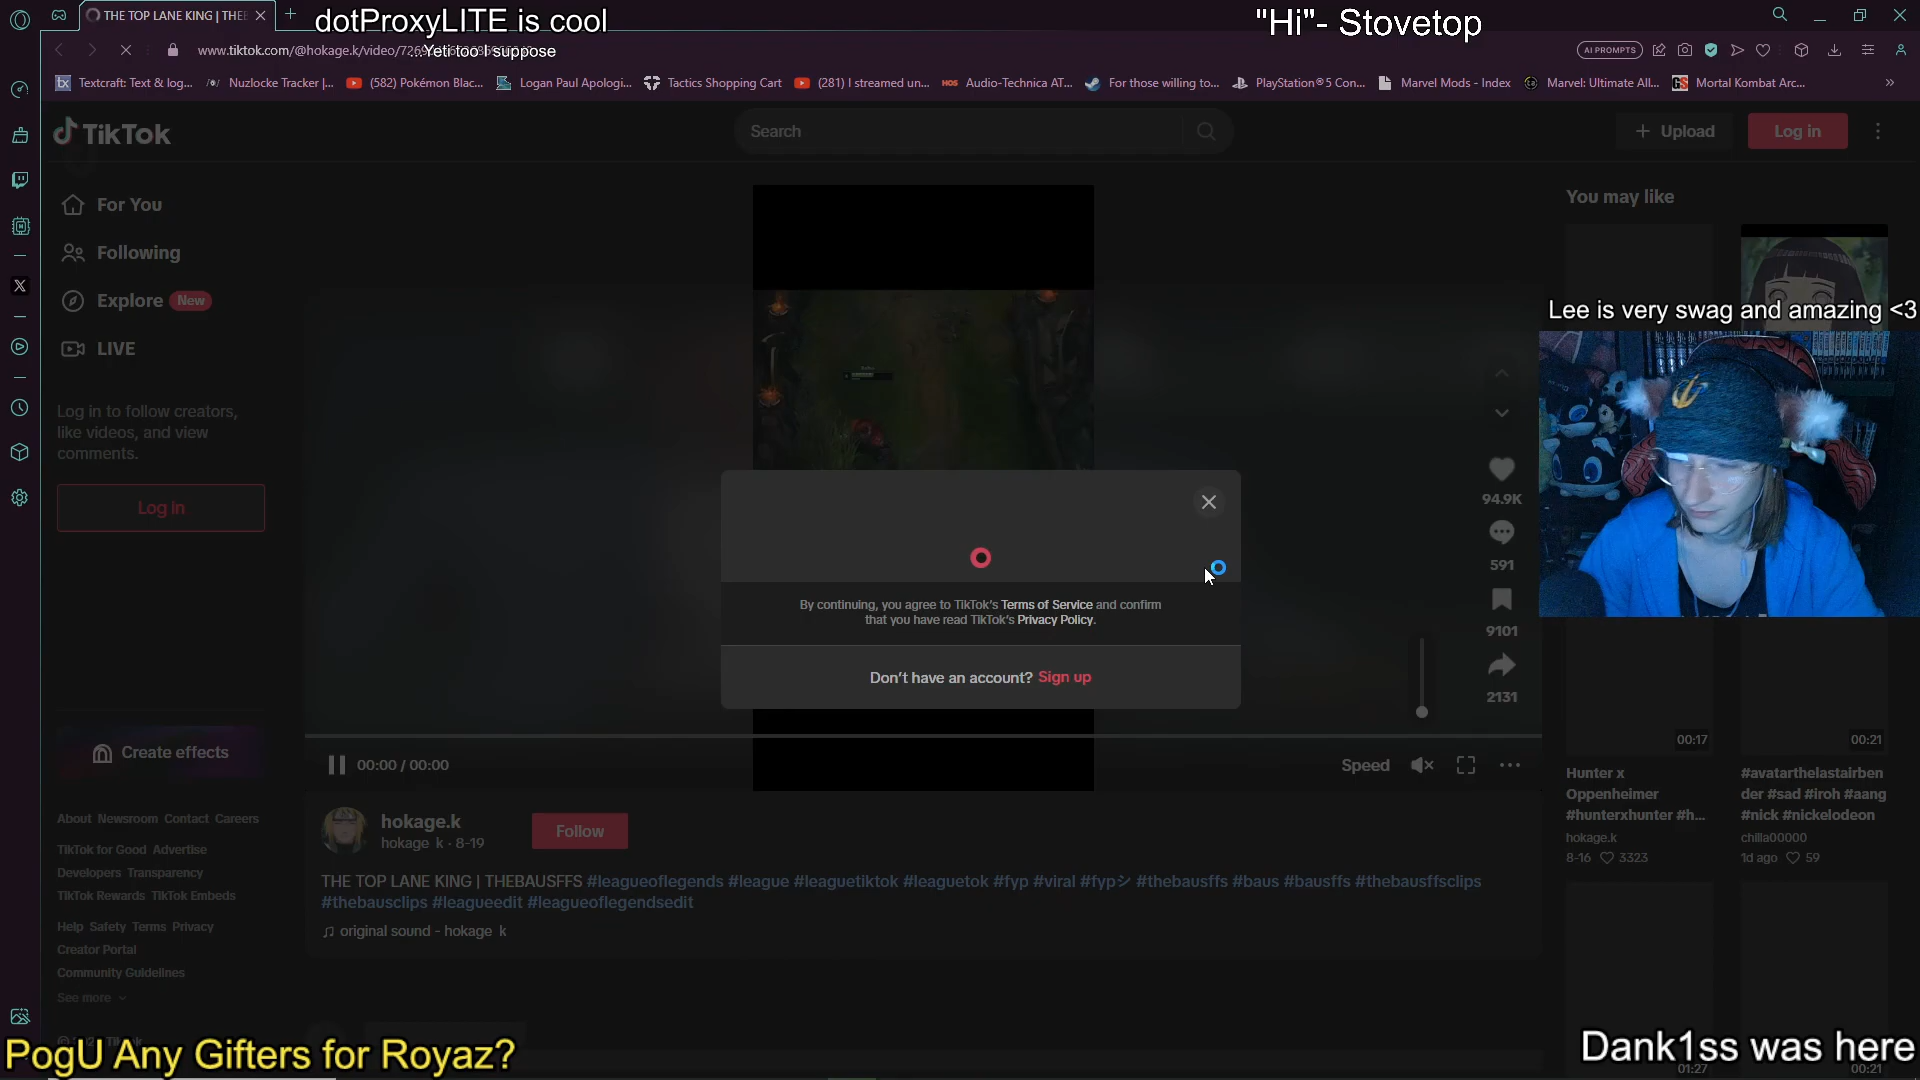 THE TOP LANE KING | THEB
dotProxyLITE is cool
"Hi"- Stovetop
www.tiktok.com/@hokage.k/video/
...Yeti too I suppose
AI PROMPTS
Textcraft: Text & log...
Nuzlocke Tracker |...
(582) Pokémon Blac...
Logan Paul Apologi...
Tactics Shopping Cart
(281) I streamed un...
Audio-Technica AT...
For those willing to...
PlayStation®5 Con...
Marvel Mods - Index
Marvel: Ultimate All...
Mortal Kombat Arc...
TikTok
Search
Upload
Log in
For You
Following
Explore New
LIVE
Log in to follow creators,
like videos, and view
comments.
Log in
Create effects
About Newsroom Contact Careers
TikTok for Good Advertise
Developers Transparency
TikTok Rewards TikTok Embeds
Help Safety Terms Privacy
Creator Portal
Community Guidelines
See more
By continuing, you agree to TikTok's Terms of Service and confirm
that you have read TikTok's Privacy Policy.
Don't have an account? Sign up
94.9K
591
9101
2131
00:00 / 00:00
Speed
hokage.k
hokage k · 8-19
Follow
THE TOP LANE KING | THEBAUSFFS #leagueoflegends #league #leaguetiktok #leaguetok #fyp #viral #fypシ #thebausffs #baus #bausffs #thebausffsclips
#thebausclips #leagueedit #leagueoflegendsedit
♫ original sound - hokage k
You may like
Lee is very swag and amazing <3
00:17
00:21
Hunter x
Oppenheimer
#hunterxhunter #h...
hokage.k
8-16 3323
#avatarthelastairben
der #sad #iroh #aang
#nick #nickelodeon
chilla00000
1d ago 59
PogU Any Gifters for Royaz?
Dank1ss was here
01:27
00:21